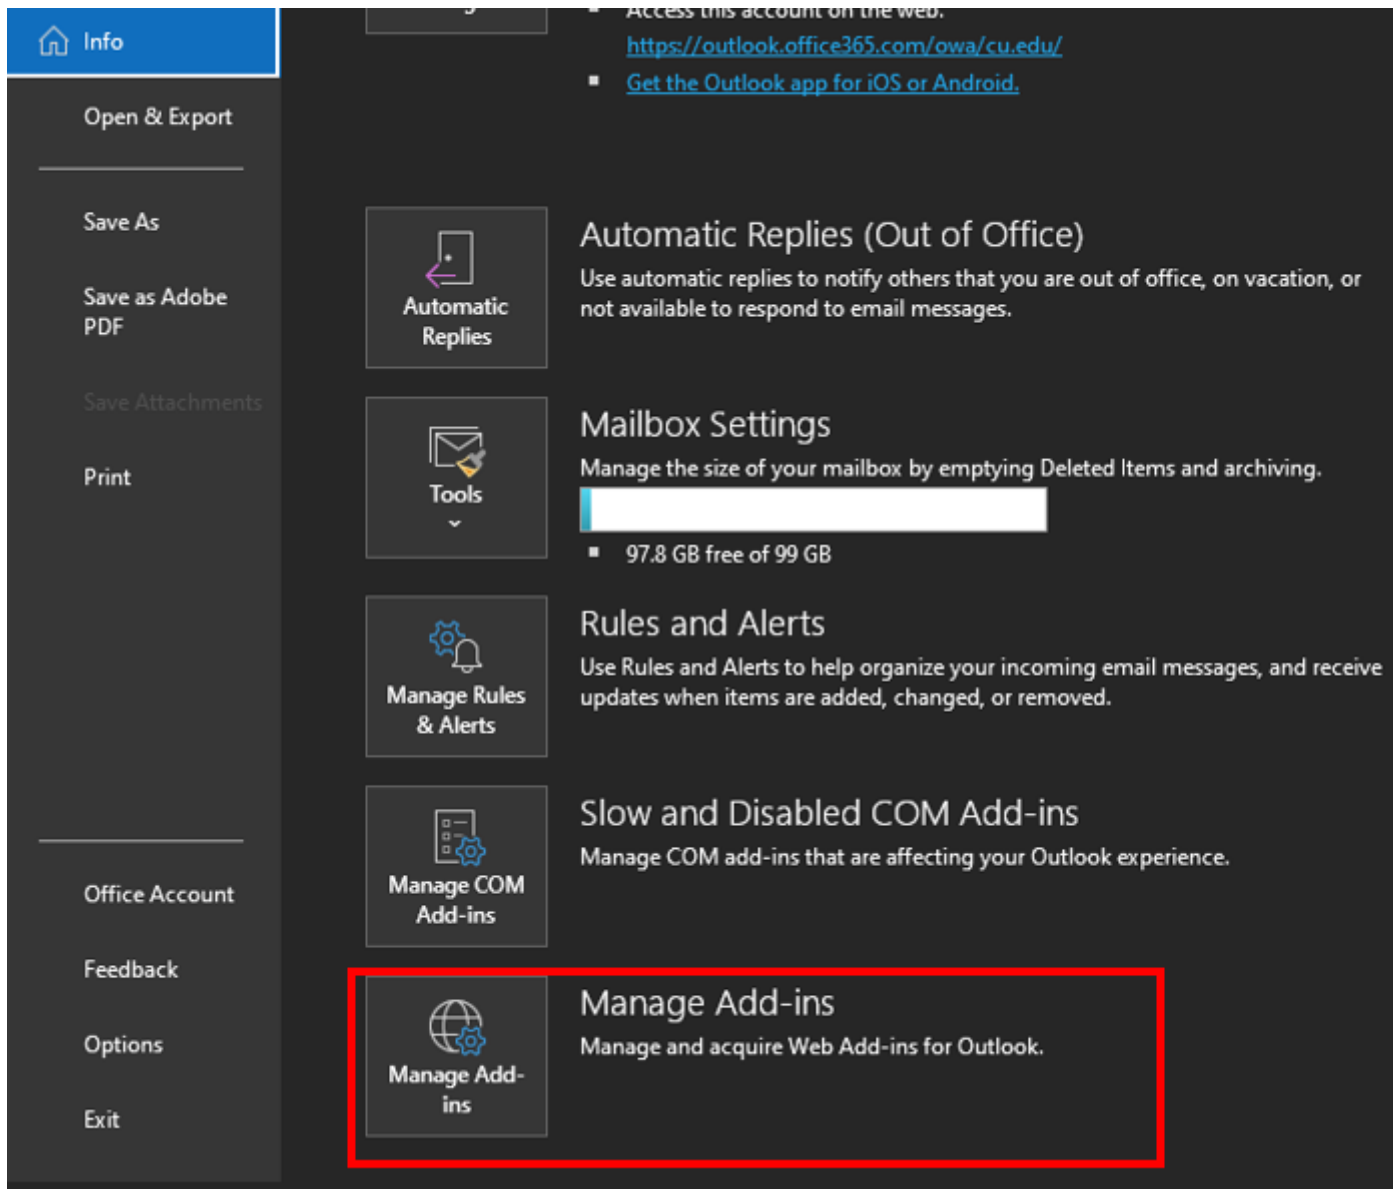 Info
Open & Export
Save As
Save as Adobe
PDF
Save Attachments
Print
Office Account
Feedback
Options
Exit
Access this account on the web.
https://outlook.office365.com/owa/cu.edu/
Get the Outlook app for iOS or Android.
Automatic
Replies
Automatic Replies (Out of Office)
Use automatic replies to notify others that you are out of office, on vacation, or
not available to respond to email messages.
Tools
Mailbox Settings
Manage the size of your mailbox by emptying Deleted Items and archiving.
97.8 GB free of 99 GB
Manage Rules
& Alerts
Rules and Alerts
Use Rules and Alerts to help organize your incoming email messages, and receive
updates when items are added, changed, or removed.
Manage COM
Add-ins
Slow and Disabled COM Add-ins
Manage COM add-ins that are affecting your Outlook experience.
Manage Add-
ins
Manage Add-ins
Manage and acquire Web Add-ins for Outlook.